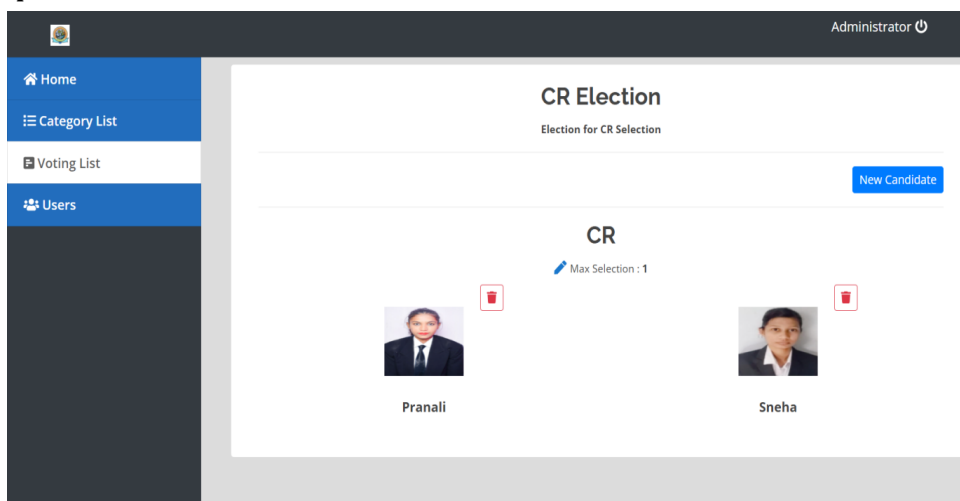 Administrator
Home
Category List
Voting List
Users
CR Election
Election for CR Selection
New Candidate
CR
Max Selection : 1
Pranali
Sneha